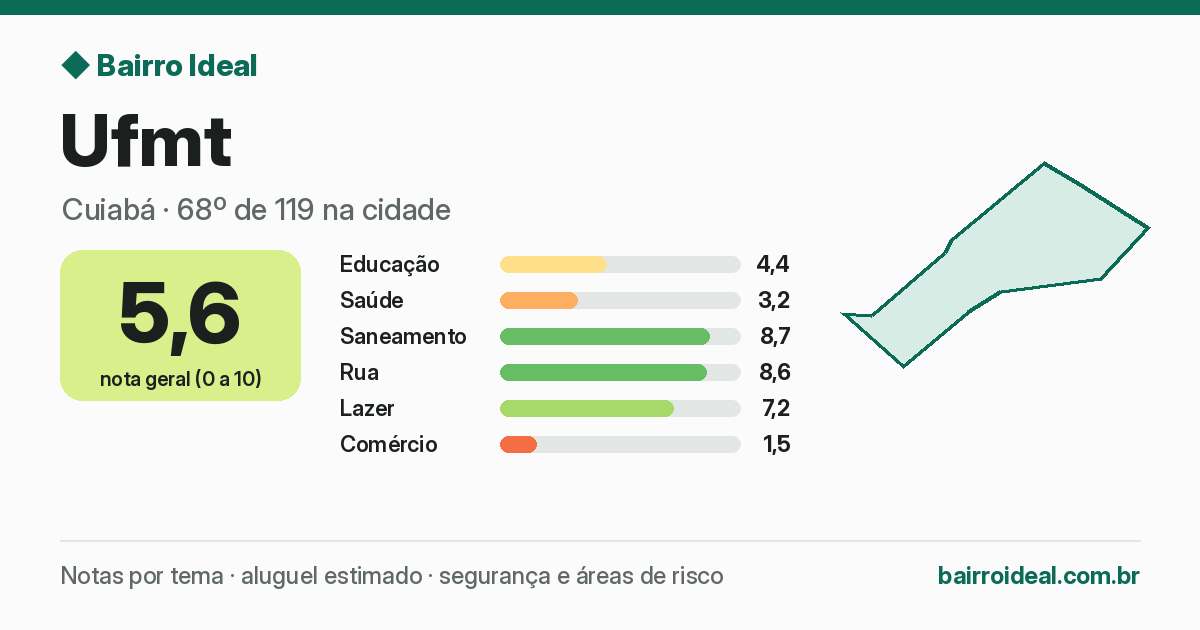 Bairro Ideal
Ufmt
Cuiabá · 68º de 119 na cidade
5,6
nota geral (0 a 10)
Educação 4,4
Saúde 3,2
Saneamento 8,7
Rua 8,6
Lazer 7,2
Comércio 1,5
Notas por tema · aluguel estimado · segurança e áreas de risco
bairroideal.com.br